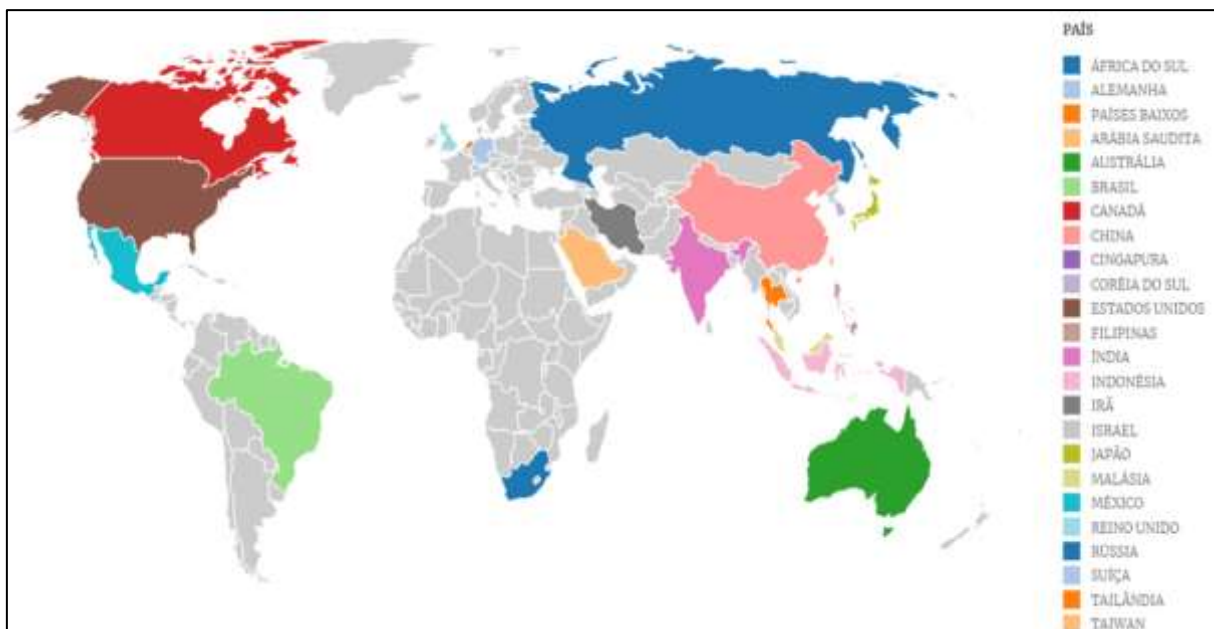 PAÍS
ÁFRICA DO SUL
ALEMANHA
PAÍSES BAIXOS
ARÁBIA SAUDITA
AUSTRÁLIA
BRASIL
CANADÁ
CHINA
CINGAPURA
CORÉIA DO SUL
ESTADOS UNIDOS
FILIPINAS
ÍNDIA
INDONÉSIA
IRÃ
ISRAEL
JAPÃO
MALÁSIA
MÉXICO
REINO UNIDO
RÚSSIA
SUÍÇA
TAILÂNDIA
TAIWAN